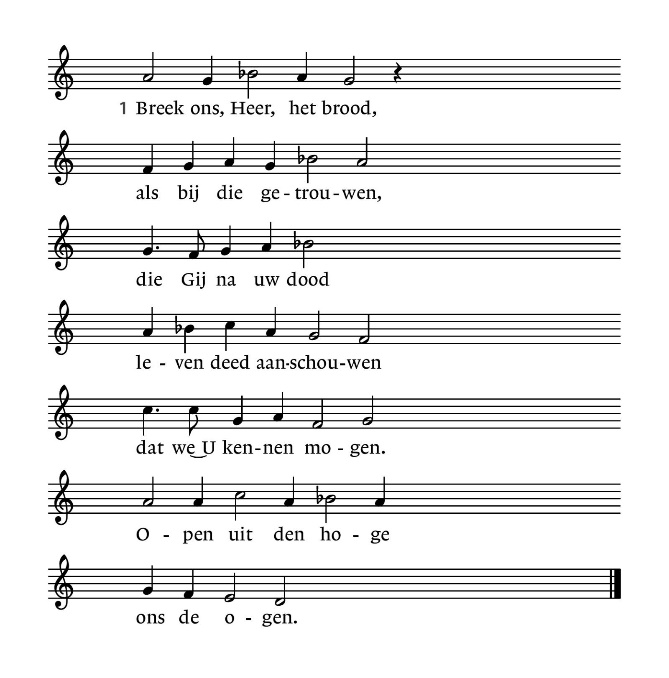 1 Breek ons, Heer, het brood,
als bij die ge - trou - wen,
die Gij na uw dood
le - ven deed aan-schou-wen
dat we‿U ken-nen mo - gen.
O - pen uit den ho - ge
ons de o - gen.